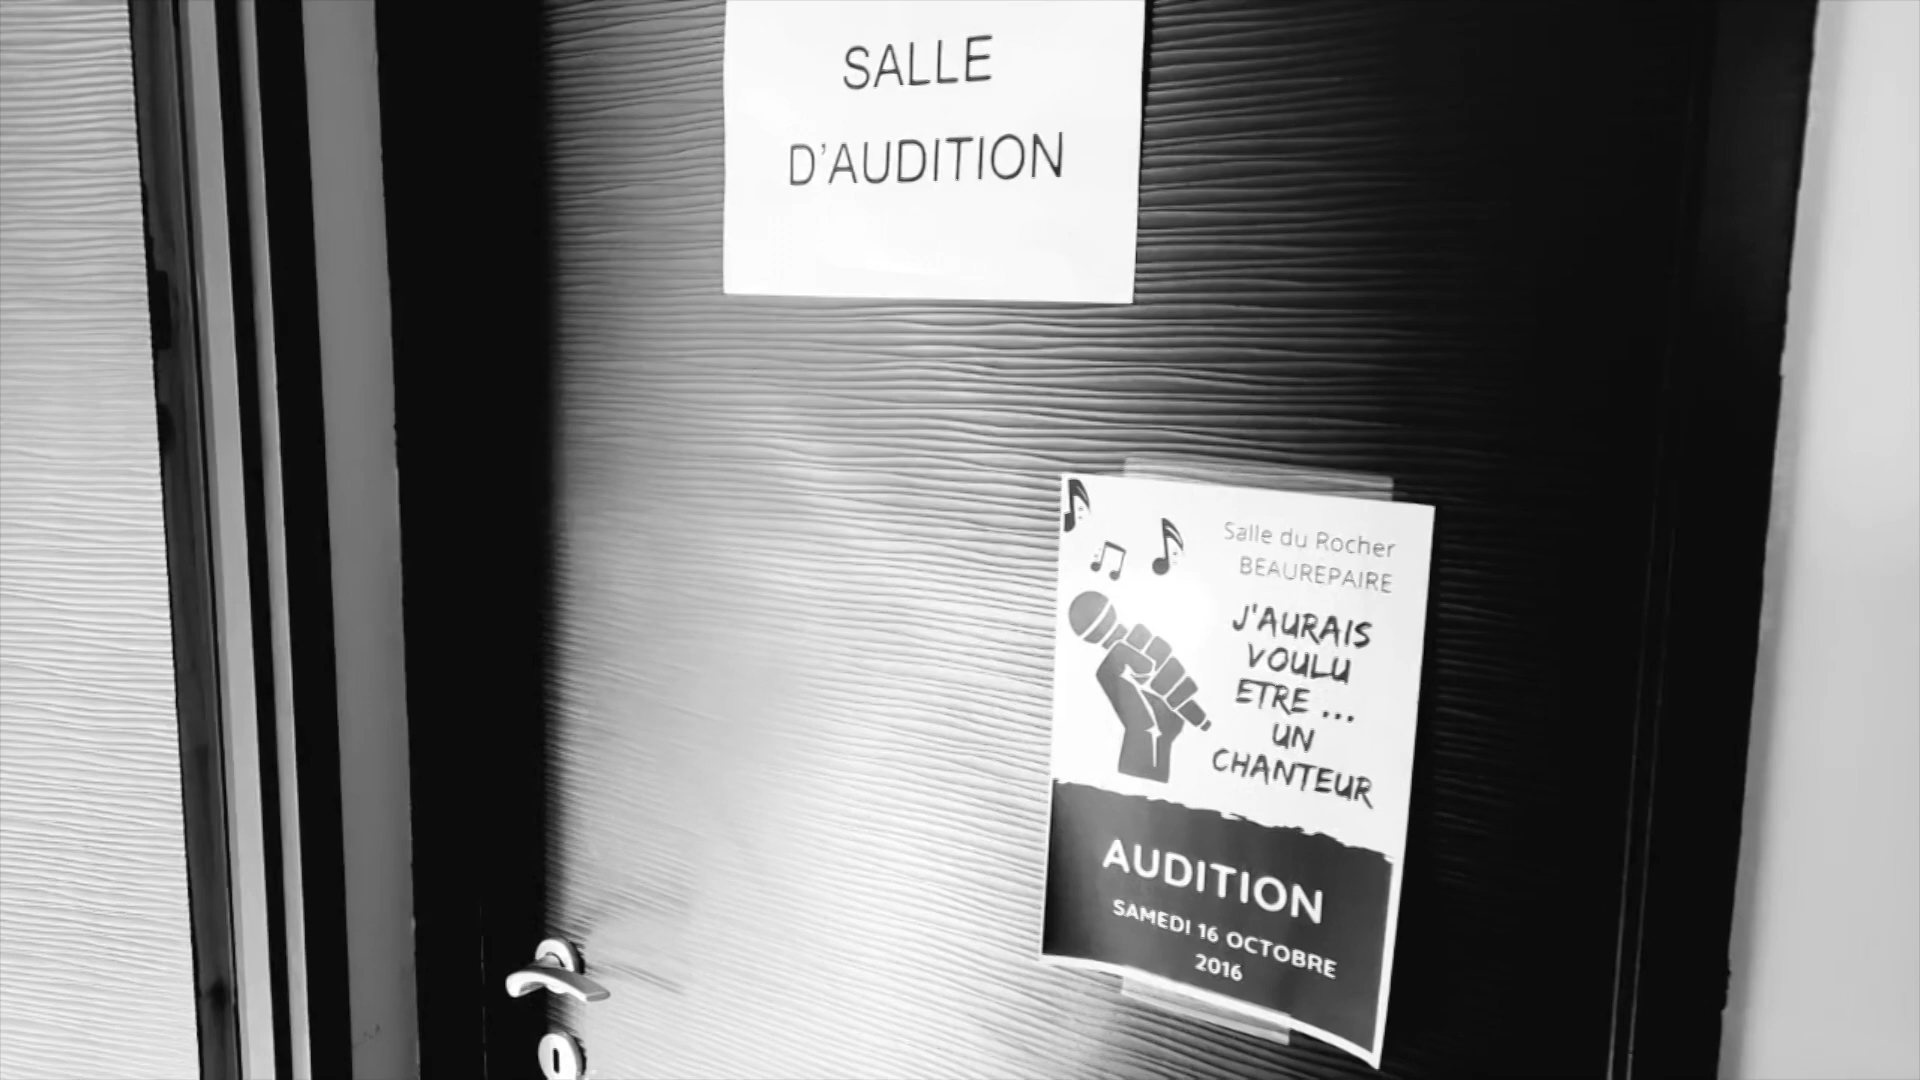 SALLE
D'AUDITION
Salle du Rocher
BEAUREPAIRE
J'AURAIS
VOULU
ETRE ...
UN
CHANTEUR
AUDITION
SAMEDI 16 OCTOBRE
2016